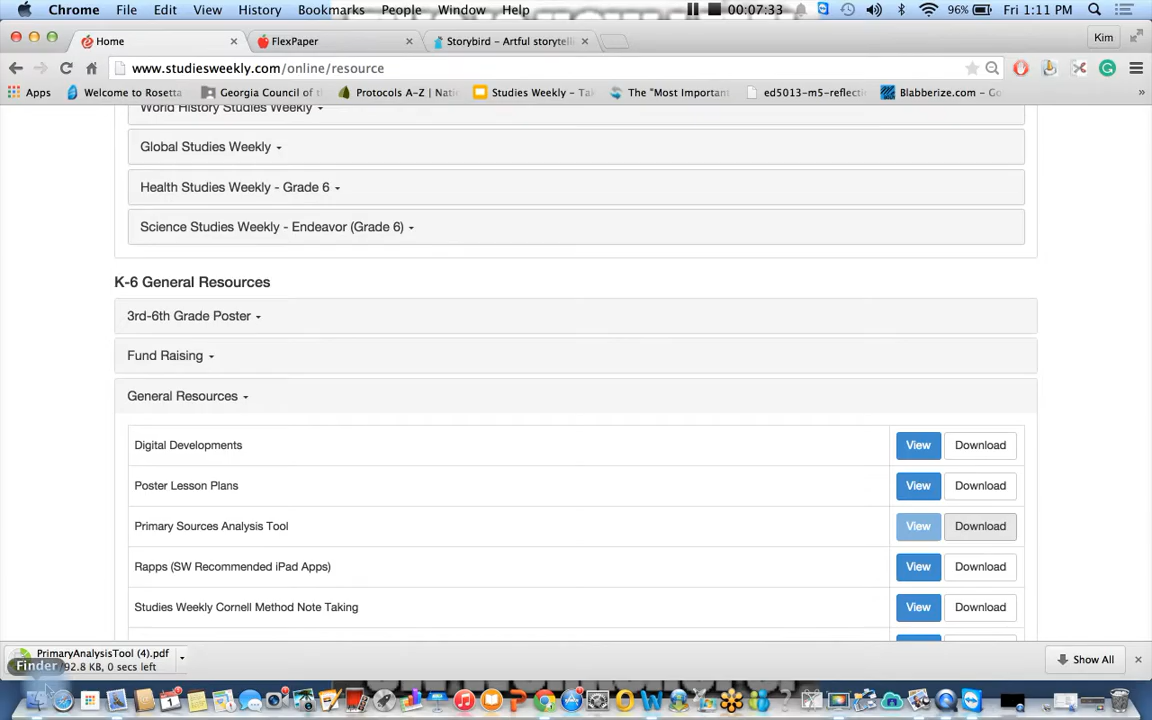 Chrome File Edit View History Bookmarks People Window Help 00:07:33 96% Fri 1:11 PM
Home FlexPaper Storybird - Artful storytelli Kim
www.studiesweekly.com/online/resource
Apps Welcome to Rosetta Georgia Council of th Protocols A-Z | Nati Studies Weekly - Tak The "Most Important ed5013-m5-reflecti Blabberize.com - Go »
World History Studies Weekly
Global Studies Weekly
Health Studies Weekly - Grade 6
Science Studies Weekly - Endeavor (Grade 6)
K-6 General Resources
3rd-6th Grade Poster
Fund Raising
General Resources
Digital Developments View Download
Poster Lesson Plans View Download
Primary Sources Analysis Tool View Download
Rapps (SW Recommended iPad Apps) View Download
Studies Weekly Cornell Method Note Taking View Download
PrimaryAnalysisTool (4).pdf
Finder /92.8 KB, 0 secs left Show All